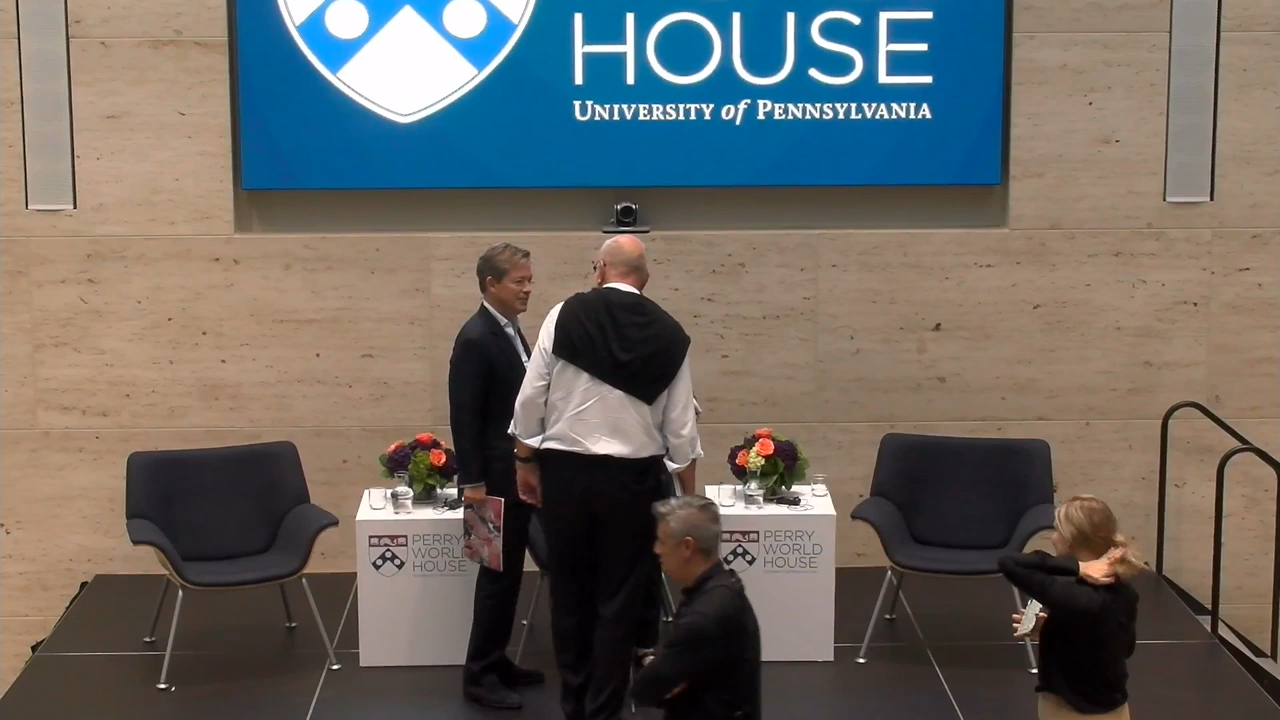 HOUSE
UNIVERSITY of PENNSYLVANIA
PERRY
WORLD
HOUSE
PERRY
WORLD
HOUSE